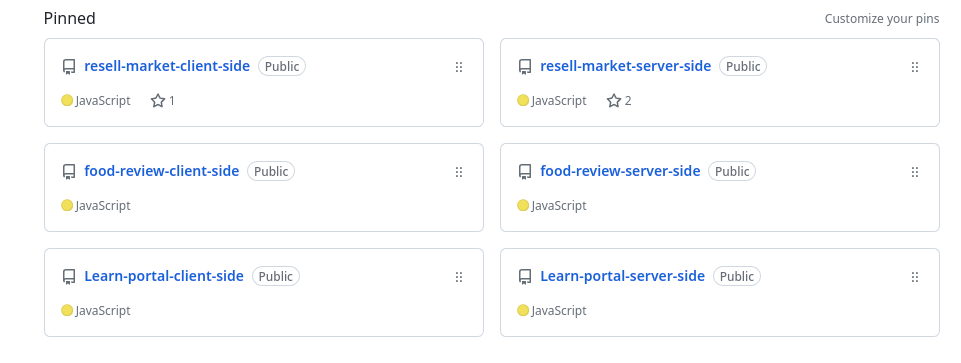 Pinned
Customize your pins
resell-market-client-side Public
JavaScript 1
resell-market-server-side Public
JavaScript 2
food-review-client-side Public
JavaScript
food-review-server-side Public
JavaScript
Learn-portal-client-side Public
JavaScript
Learn-portal-server-side Public
JavaScript